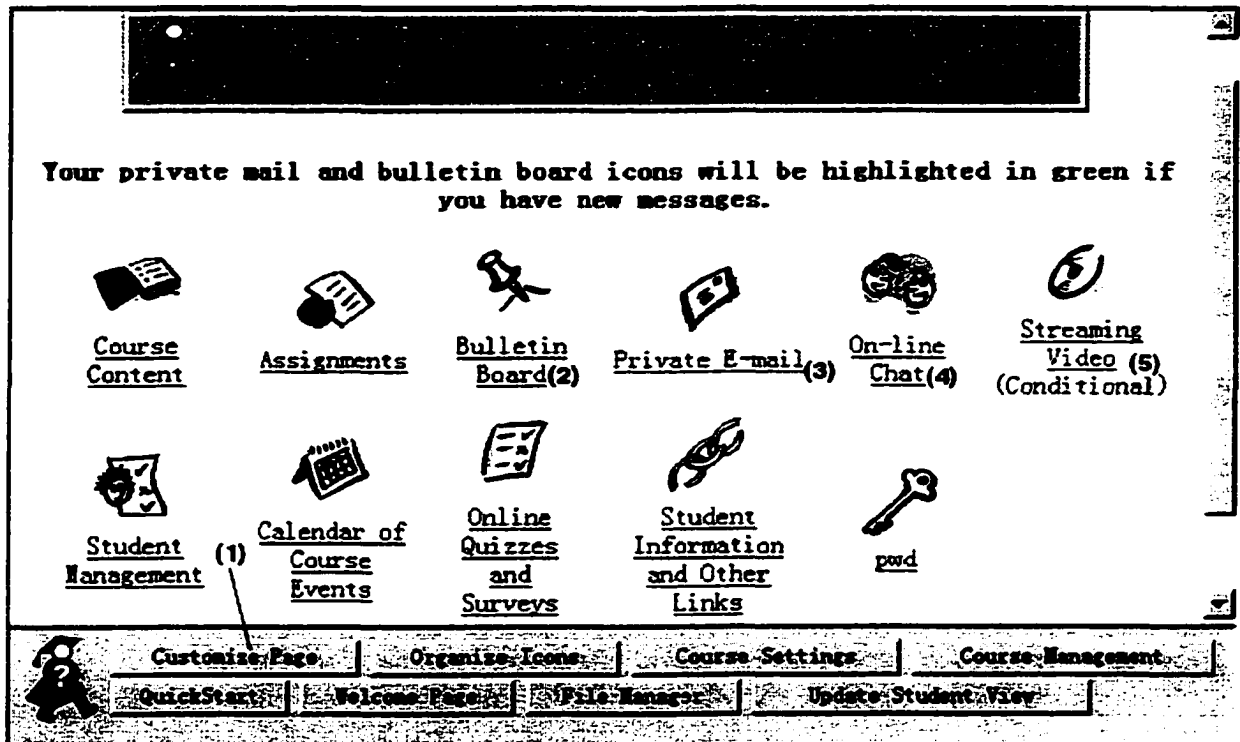 Your private mail and bulletin board icons will be highlighted in green if
you have new messages.
Course
Content
Assignments
Bulletin
Board(2)
Private E-mail(3)
On-line
Chat(4)
Streaming
Video (5)
(Conditional)
Student
Management
(1)
Calendar of
Course
Events
Online
Quizzes
and
Surveys
Student
Information
and Other
Links
pwd
?
Customize Page
Organize Icons
Course Settings
Course Management
QuickStart
Welcome Page
File Manager
Update Student View